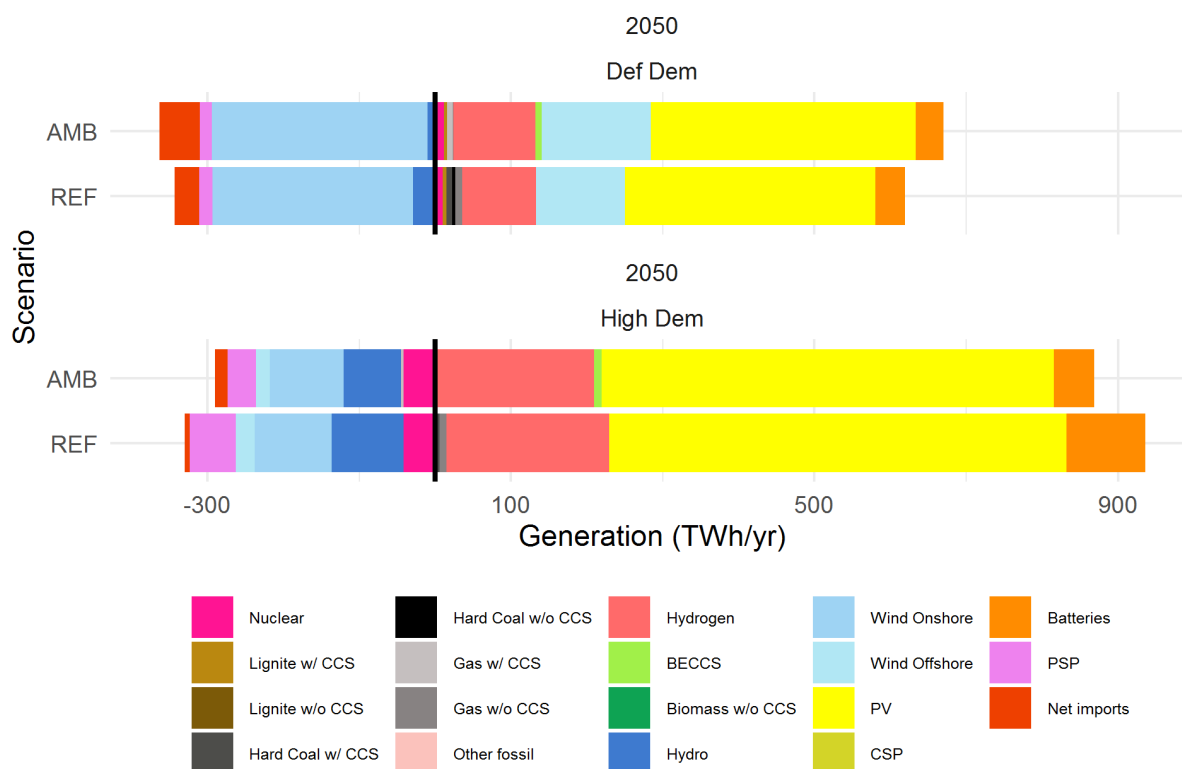 2050
Def Dem
AMB
REF
2050
High Dem
AMB
REF
Scenario
-300 100 500 900
Generation (TWh/yr)
Nuclear Hard Coal w/o CCS Hydrogen Wind Onshore Batteries
Lignite w/ CCS Gas w/ CCS BECCS Wind Offshore PSP
Lignite w/o CCS Gas w/o CCS Biomass w/o CCS PV Net imports
Hard Coal w/ CCS Other fossil Hydro CSP